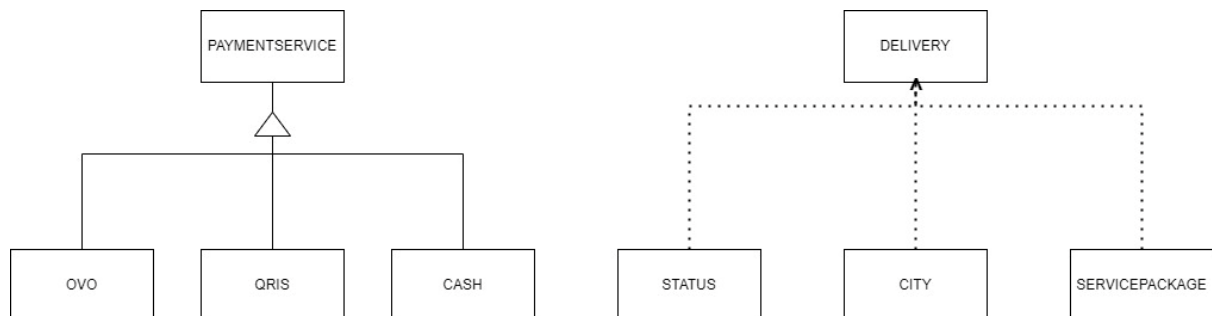 PAYMENTSERVICE
DELIVERY
OVO
QRIS
CASH
STATUS
CITY
SERVICEPACKAGE